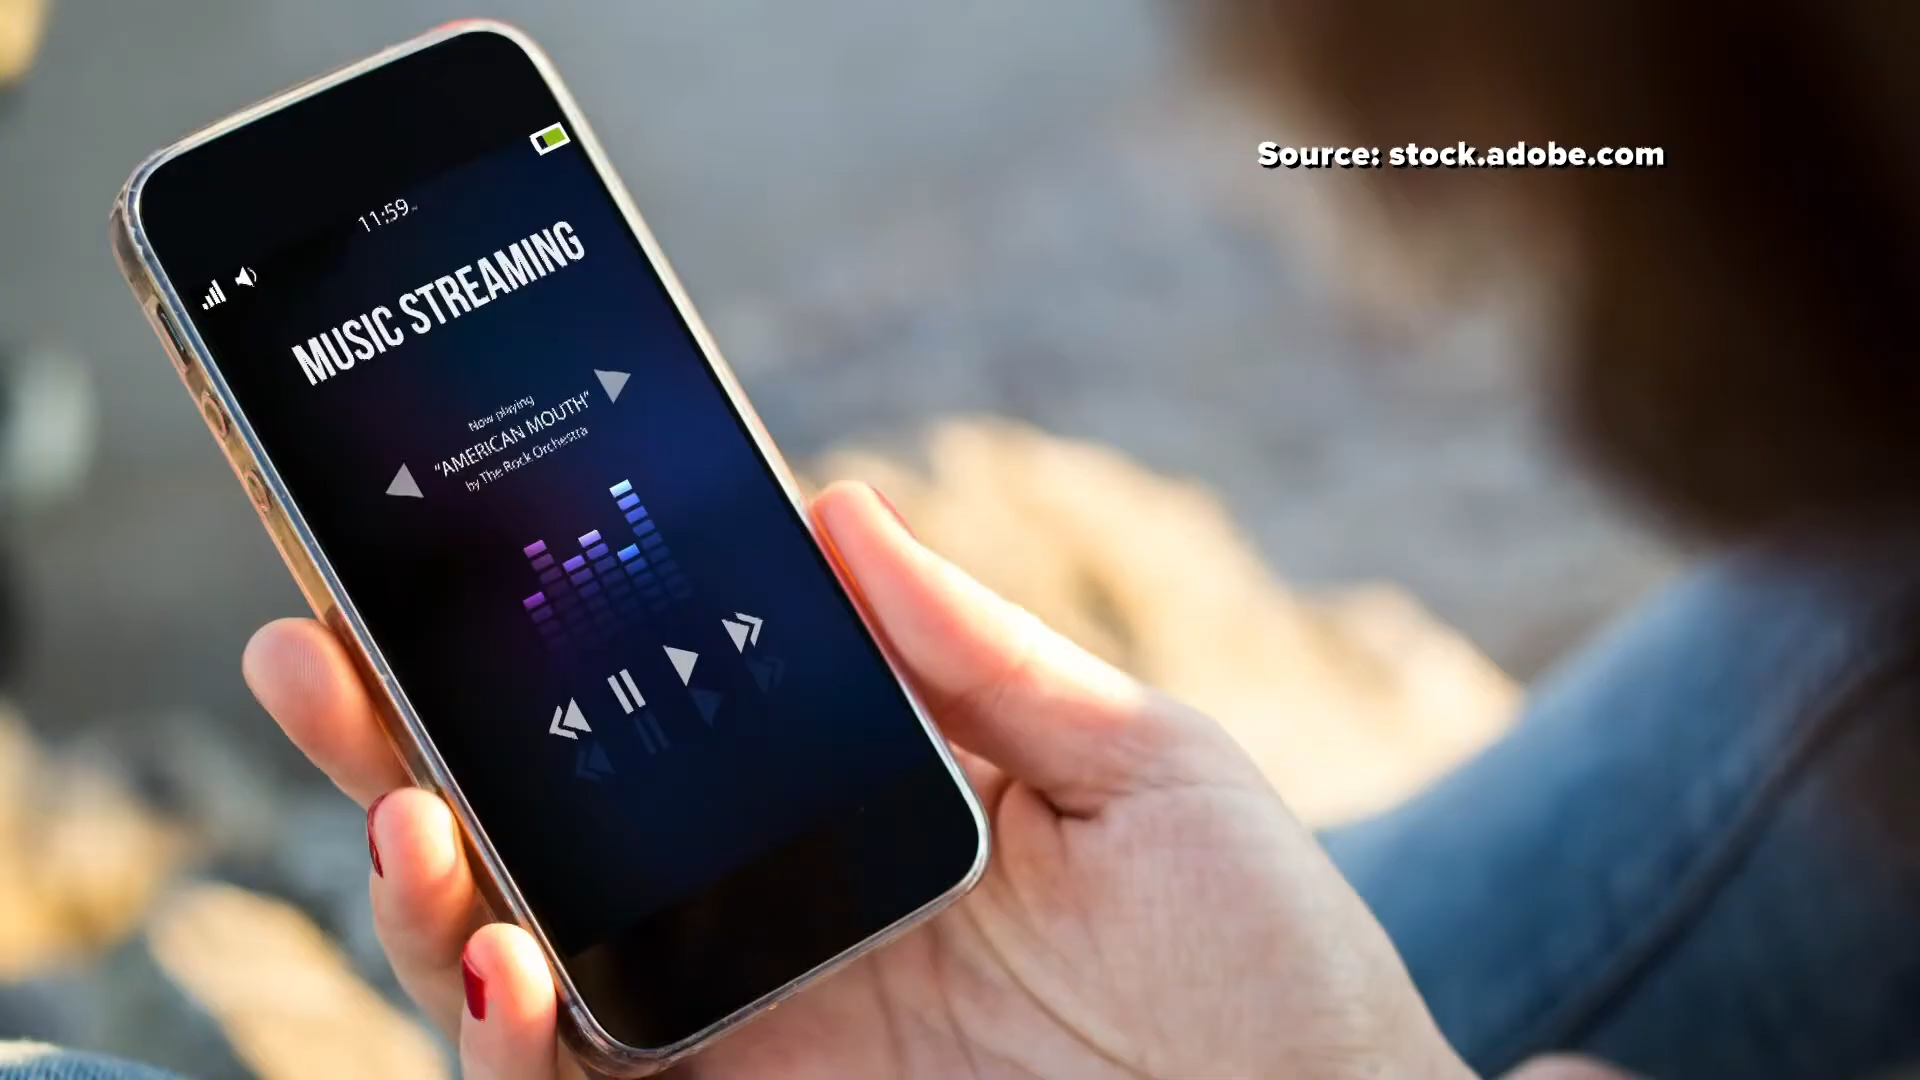 Source: stock.adobe.com
11:59
MUSIC STREAMING
Now playing
"AMERICAN MOUTH"
by The Rock Orchestra